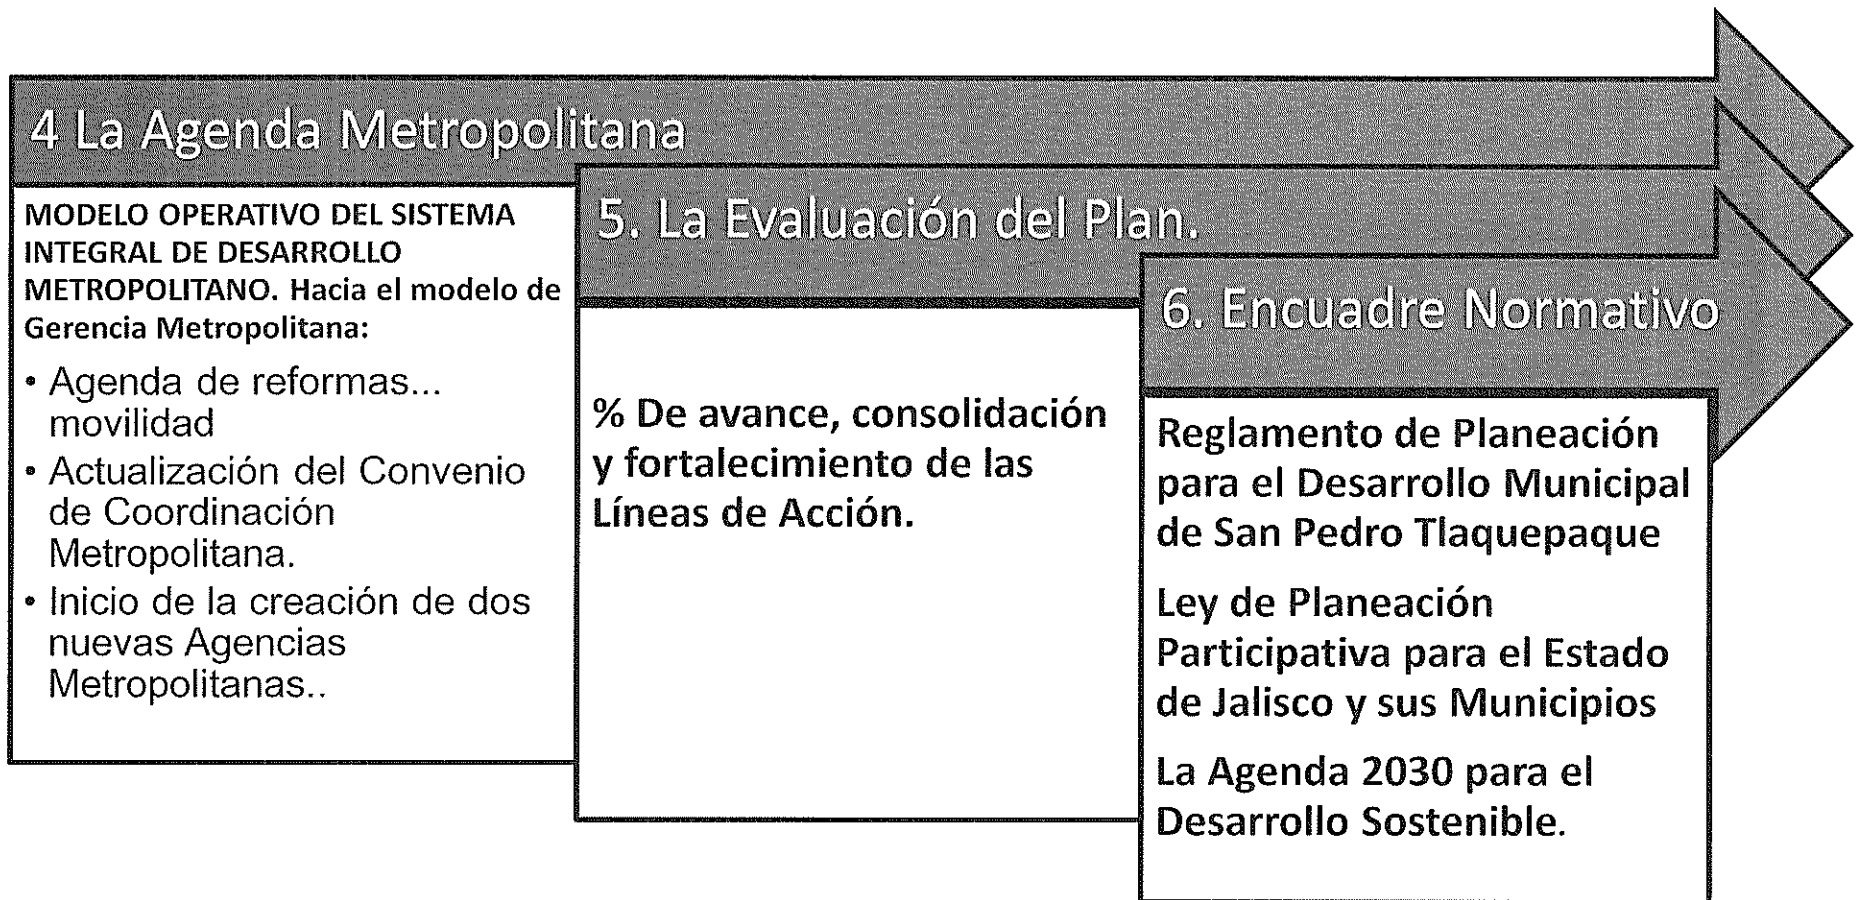 4 La Agenda Metropolitana
MODELO OPERATIVO DEL SISTEMA
INTEGRAL DE DESARROLLO
METROPOLITANO. Hacia el modelo de
Gerencia Metropolitana:
• Agenda de reformas...
movilidad
• Actualización del Convenio
de Coordinación
Metropolitana.
• Inicio de la creación de dos
nuevas Agencias
Metropolitanas..
5. La Evaluación del Plan.
% De avance, consolidación
y fortalecimiento de las
Líneas de Acción.
6. Encuadre Normativo
Reglamento de Planeación
para el Desarrollo Municipal
de San Pedro Tlaquepaque
Ley de Planeación
Participativa para el Estado
de Jalisco y sus Municipios
La Agenda 2030 para el
Desarrollo Sostenible.